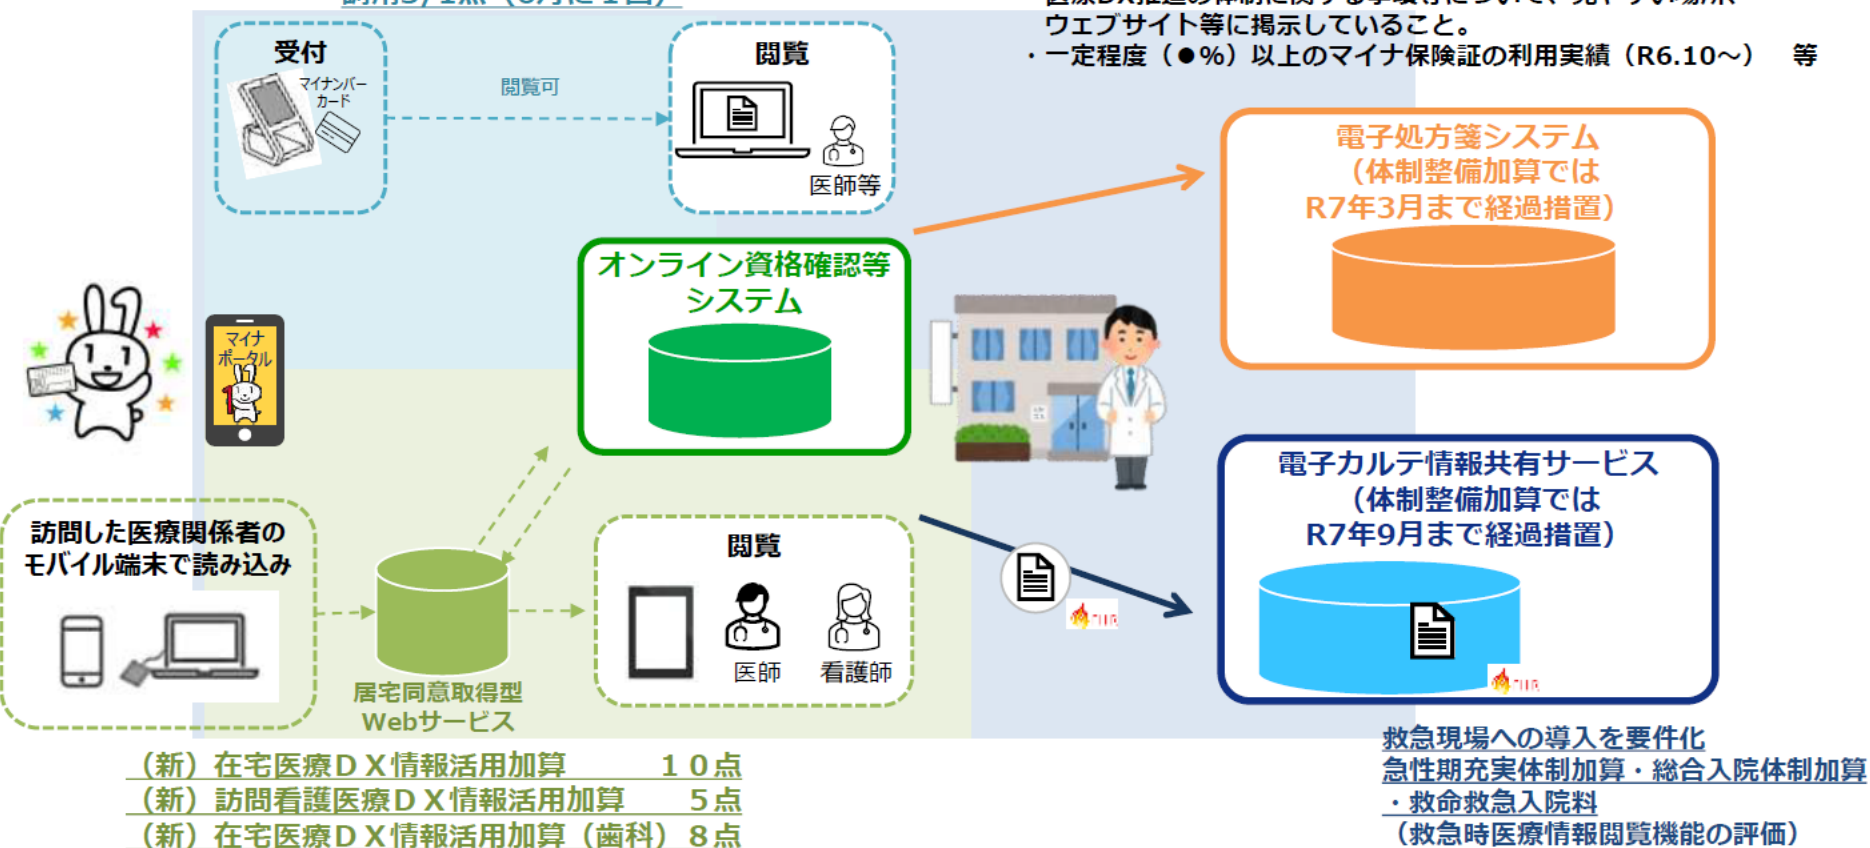 調剤3/1点（6月に1回）
ウェブサイト等に掲示していること。
・一定程度（●％）以上のマイナ保険証の利用実績（R6.10～）　等
受付
マイナンバー
カード
閲覧可
閲覧
医師等
電子処方箋システム
（体制整備加算では
R7年3月まで経過措置）
オンライン資格確認等
システム
マイナ
ポータル
電子カルテ情報共有サービス
（体制整備加算では
R7年9月まで経過措置）
訪問した医療関係者の
モバイル端末で読み込み
居宅同意取得型
Webサービス
閲覧
医師
看護師
（新）在宅医療ＤＸ情報活用加算　１０点
（新）訪問看護医療ＤＸ情報活用加算　５点
（新）在宅医療ＤＸ情報活用加算（歯科）８点
救急現場への導入を要件化
急性期充実体制加算・総合入院体制加算
・救命救急入院料
（救急時医療情報閲覧機能の評価）